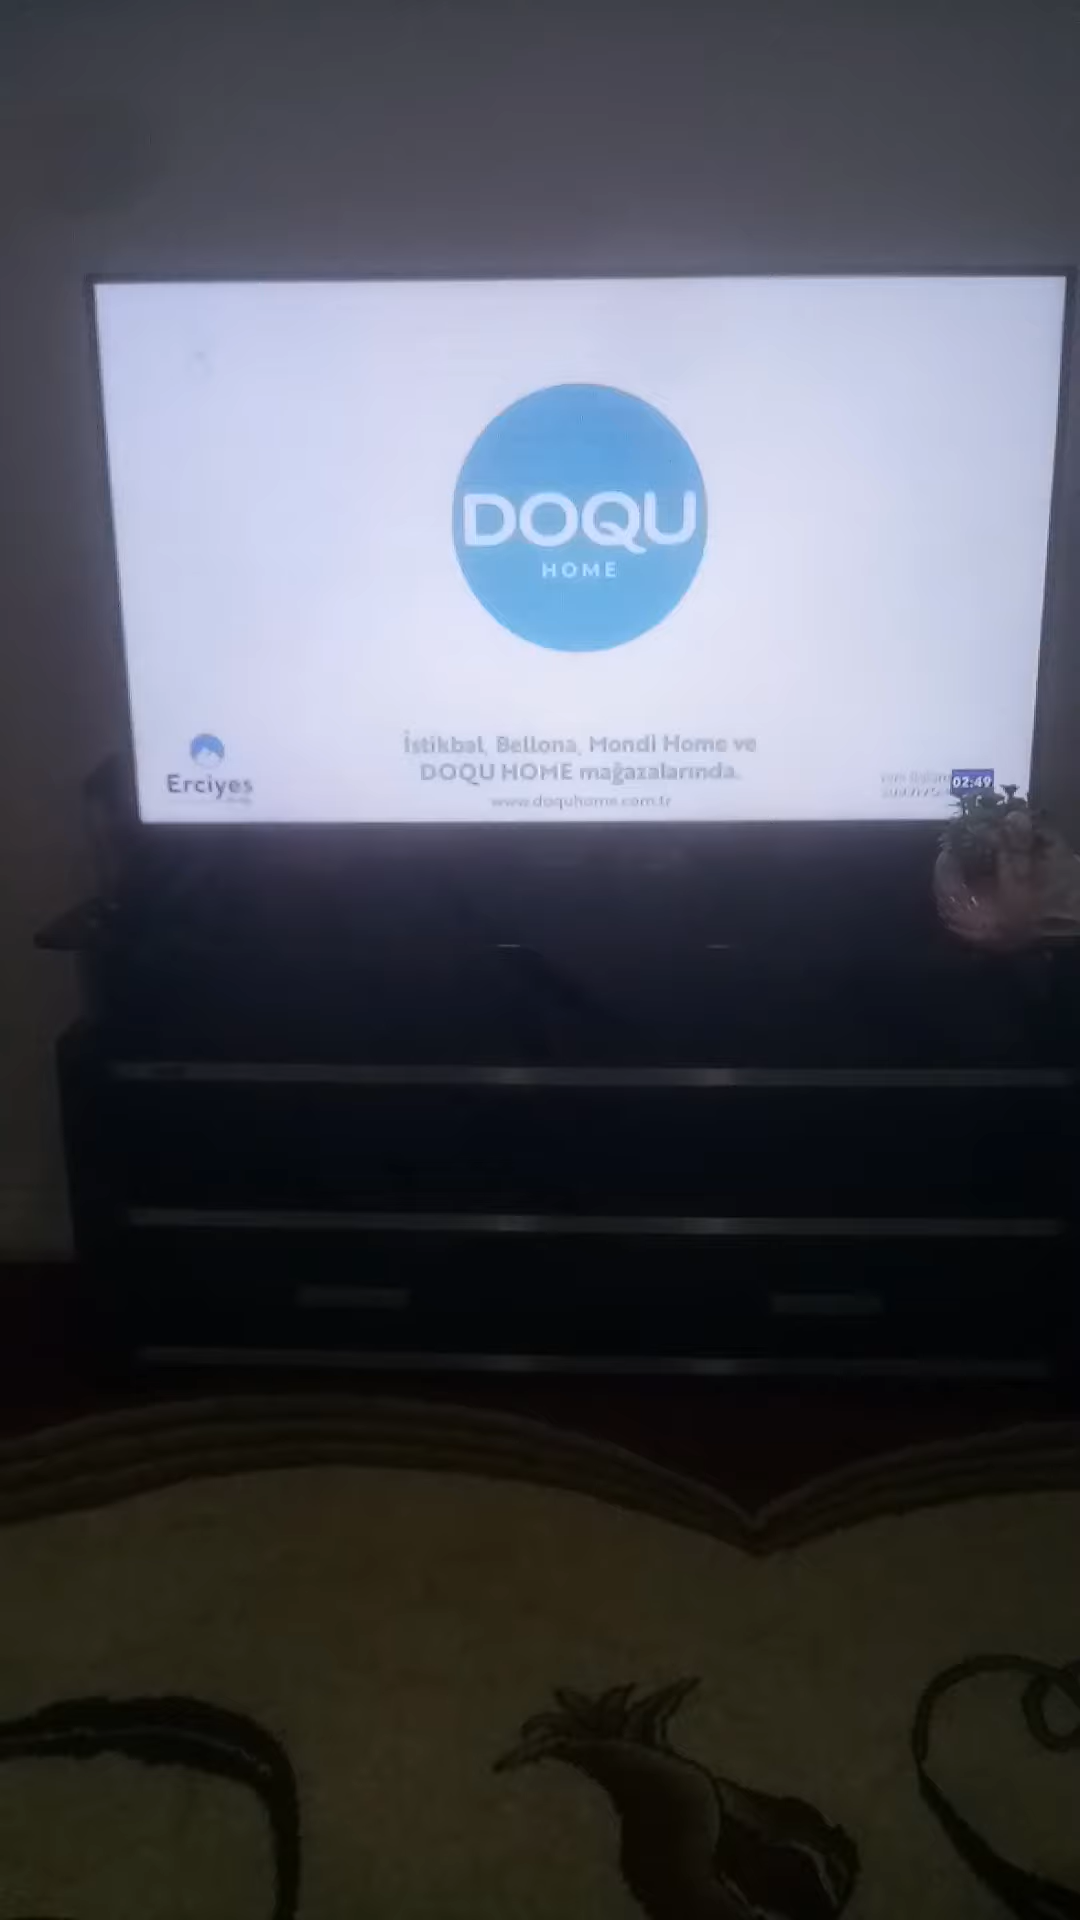 DOQU
HOME
İstikbal, Bellona, Mondi Home ve
DOQU HOME mağazalarında.
www.doquhome.com.tr
Erciyes
02:49